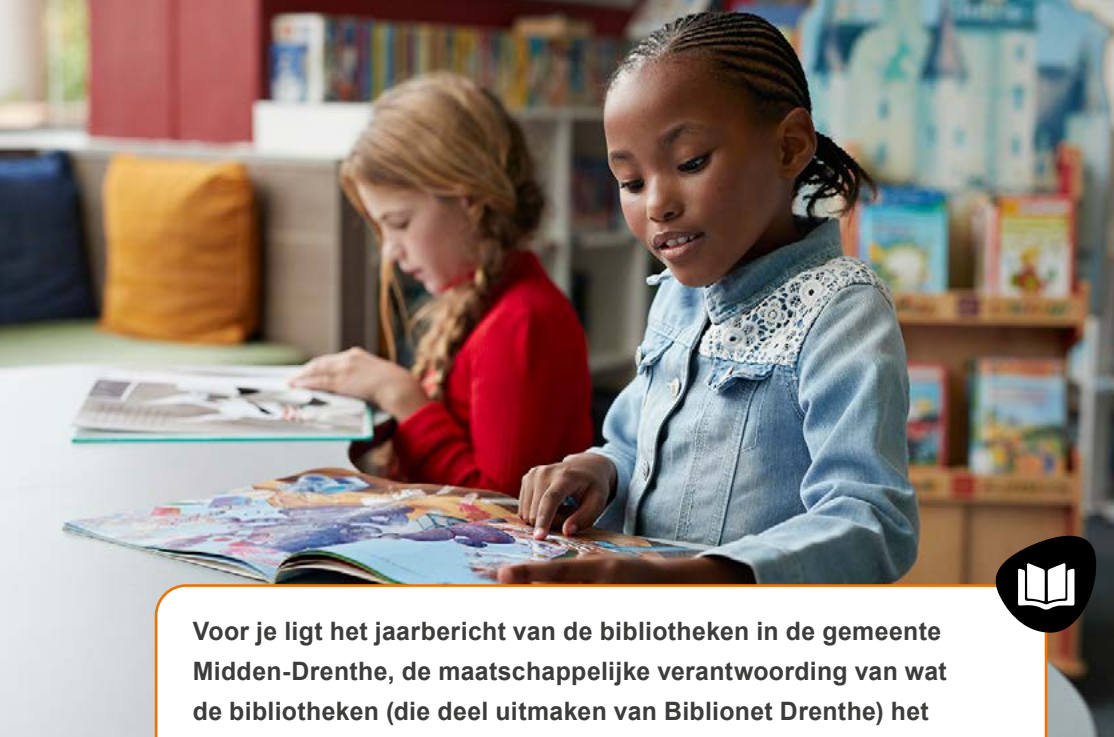 Voor je ligt het jaarbericht van de bibliotheken in de gemeente
Midden-Drenthe, de maatschappelijke verantwoording van wat
de bibliotheken (die deel uitmaken van Biblionet Drenthe) het